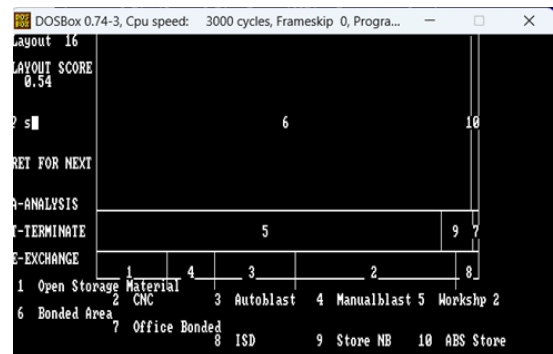 DOSBox 0.74-3, Cpu speed: 3000 cycles, Frameskip 0, Progra...
Layout 16
LAYOUT SCORE
0.54
? s
6
10
RET FOR NEXT
A-ANALYSIS
T-TERMINATE
5
9
7
E-EXCHANGE
1
4
3
2
8
1 Open Storage Material
2 CNC
3 Autoblast
4 Manualblast
5 Workshp 2
6 Bonded Area
7 Office Bonded
8 ISD
9 Store NB
10 ABS Store